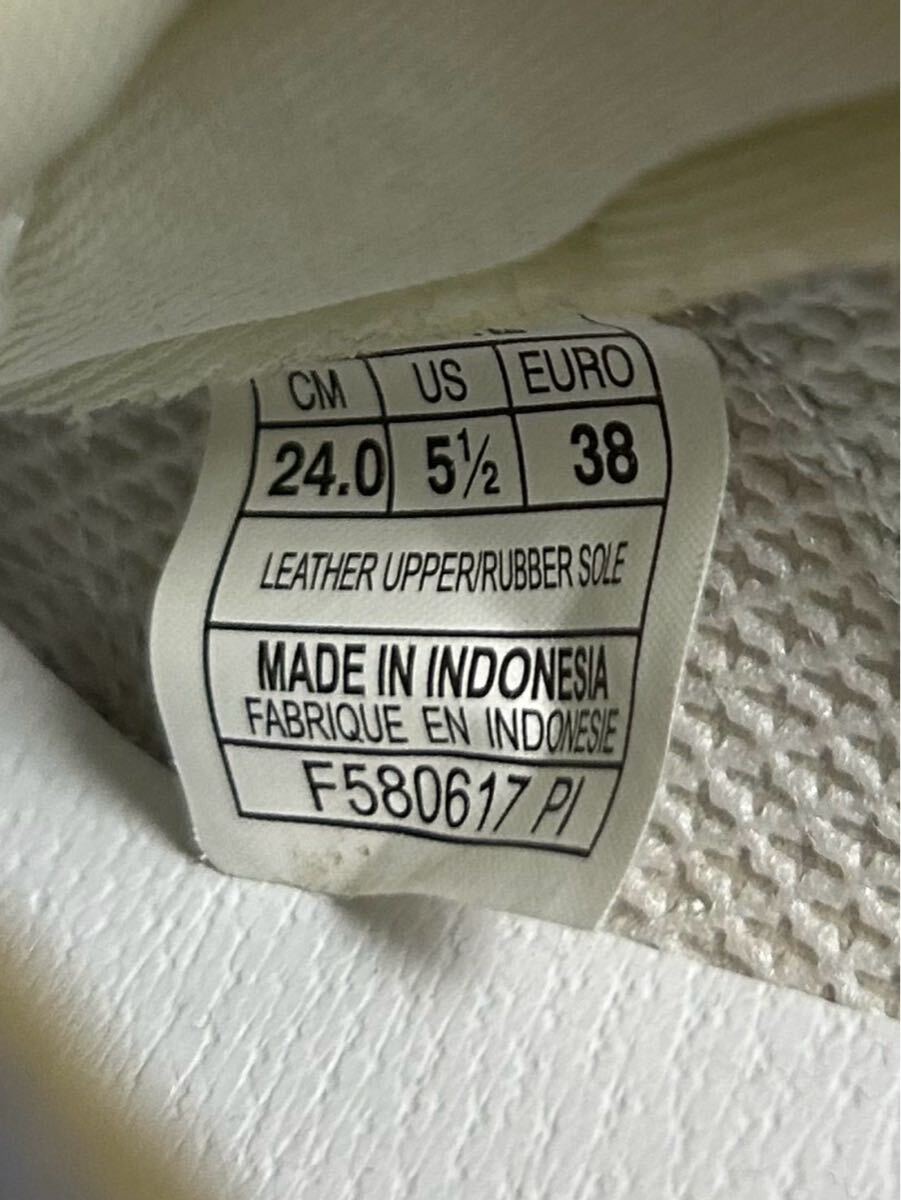 CM US EURO
24.0 5½ 38
LEATHER UPPER/RUBBER SOLE
MADE IN INDONESIA
FABRIQUE EN INDONESIE
F580617 PI